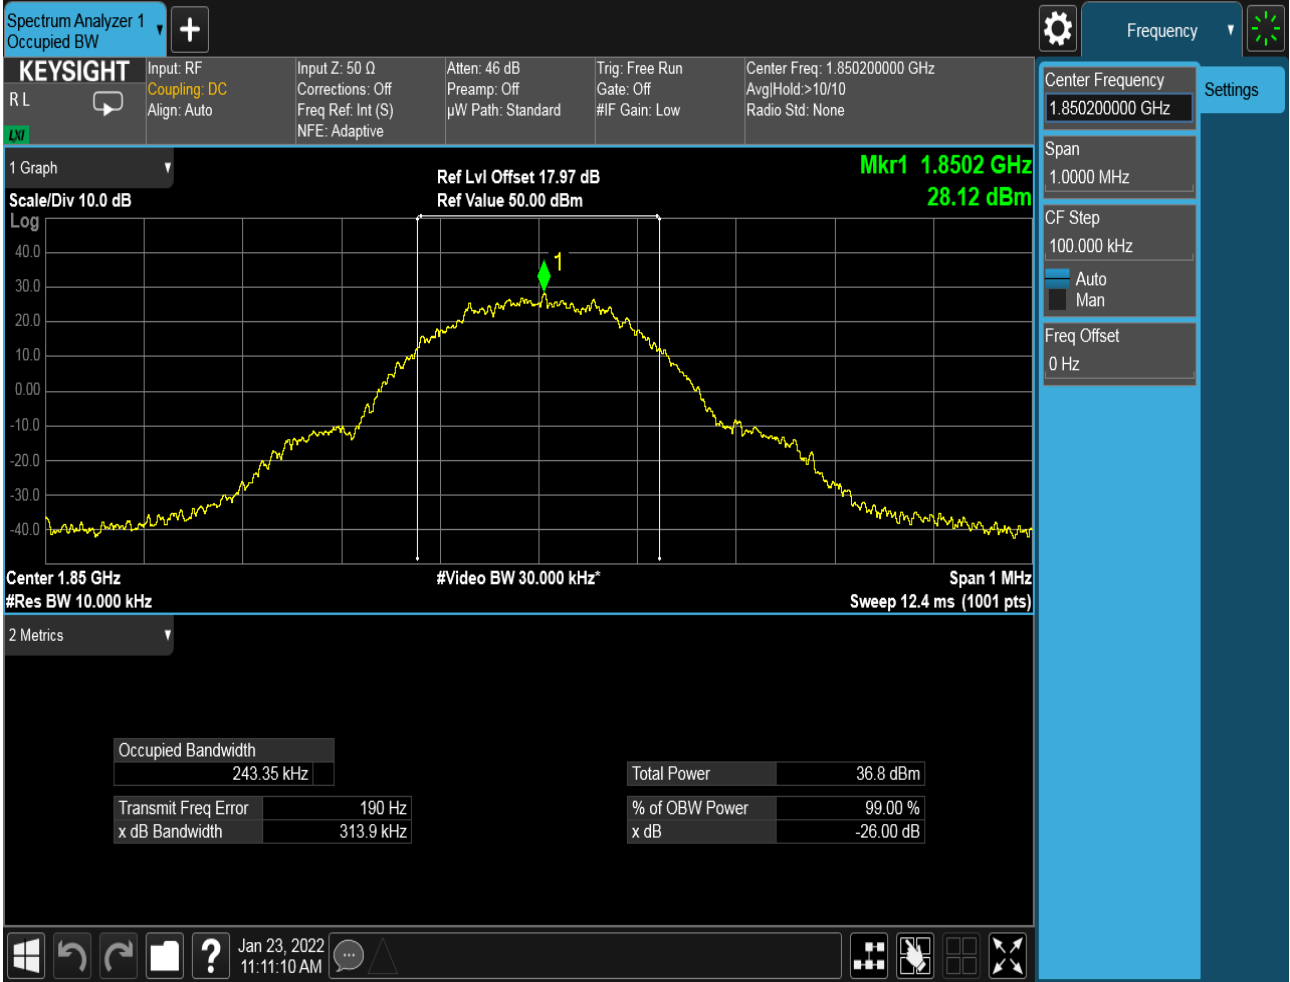 Spectrum Analyzer 1
Occupied BW
Frequency
KEYSIGHT
R L
LXI
Input: RF
Coupling: DC
Align: Auto
Input Z: 50 Ω
Corrections: Off
Freq Ref: Int (S)
NFE: Adaptive
Atten: 46 dB
Preamp: Off
µW Path: Standard
Trig: Free Run
Gate: Off
#IF Gain: Low
Center Freq: 1.850200000 GHz
Avg|Hold:>10/10
Radio Std: None
Center Frequency
1.850200000 GHz
Settings
Span
1.0000 MHz
CF Step
100.000 kHz
Auto
Man
Freq Offset
0 Hz
1 Graph
Scale/Div 10.0 dB
Ref Lvl Offset 17.97 dB
Ref Value 50.00 dBm
Mkr1 1.8502 GHz
28.12 dBm
Log
40.0
30.0
20.0
10.0
0.00
-10.0
-20.0
-30.0
-40.0
1
Center 1.85 GHz
#Res BW 10.000 kHz
#Video BW 30.000 kHz*
Span 1 MHz
Sweep 12.4 ms (1001 pts)
2 Metrics
Occupied Bandwidth
243.35 kHz
Transmit Freq Error 190 Hz
x dB Bandwidth 313.9 kHz
Total Power 36.8 dBm
% of OBW Power 99.00 %
x dB -26.00 dB
?
Jan 23, 2022
11:11:10 AM